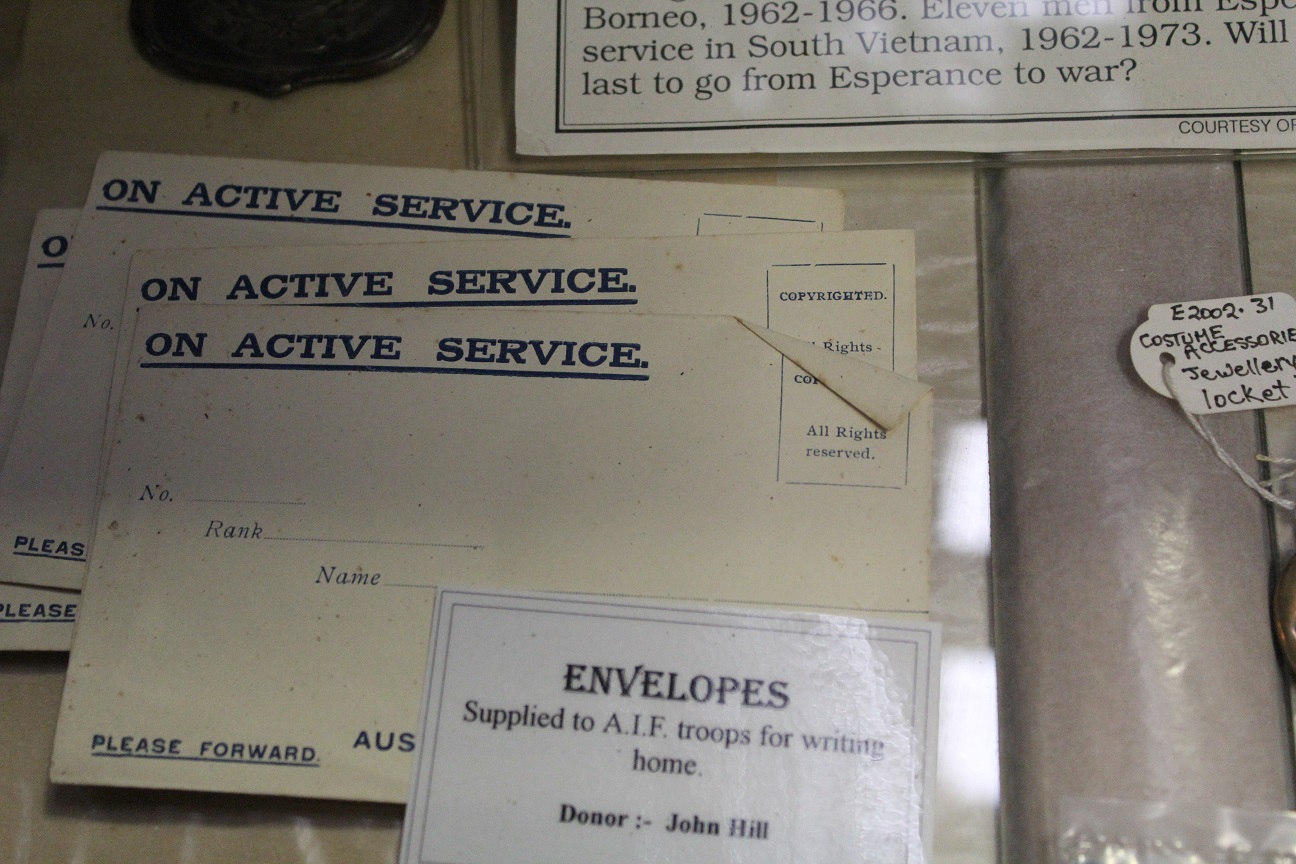 Borneo, 1962-1966. Eleven men from
service in South Vietnam, 1962-1973. Will
last to go from Esperance to war?
COURTESY OF
ON ACTIVE SERVICE.
No.
PLEASE
ON ACTIVE SERVICE.
COPYRIGHTED.
Rights -
ON ACTIVE SERVICE.
All Rights
reserved.
No.
Rank
Name
PLEASE FORWARD.
ENVELOPES
Supplied to A.I.F. troops for writing
home.
Donor :- John Hill
E2002.31
COSTUME
ACCESSORIE
Jewellery
locket